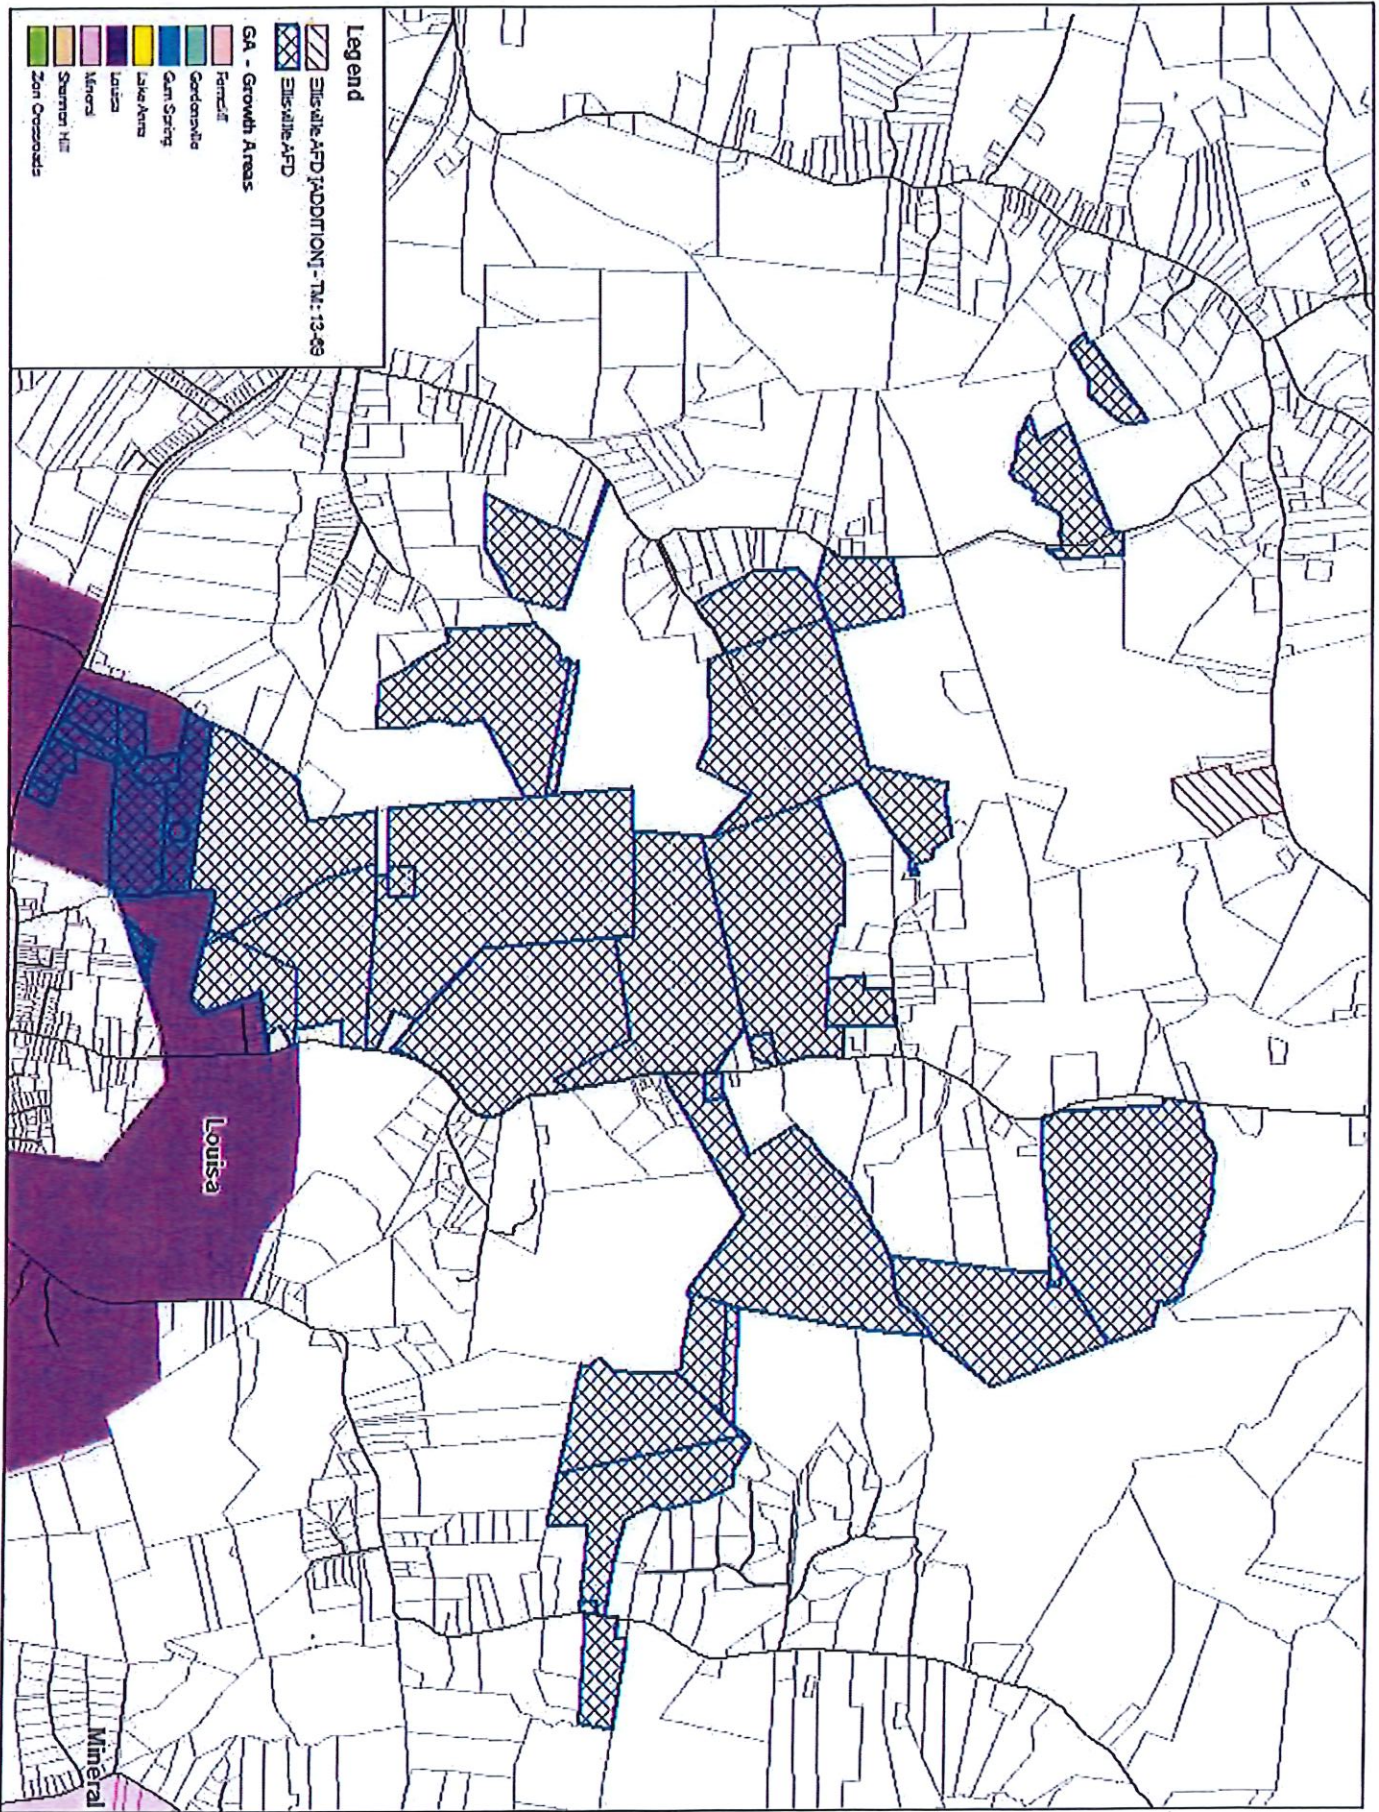 Legend
Ellisville AFD [ADDITION] - TM: 13-69
Ellisville AFD
GA - Growth Areas
Ferncliff
Gordonsville
Gum Spring
Lake Anna
Louisa
Mineral
Shannon Hill
Zion Crossroads
Louisa
Mineral